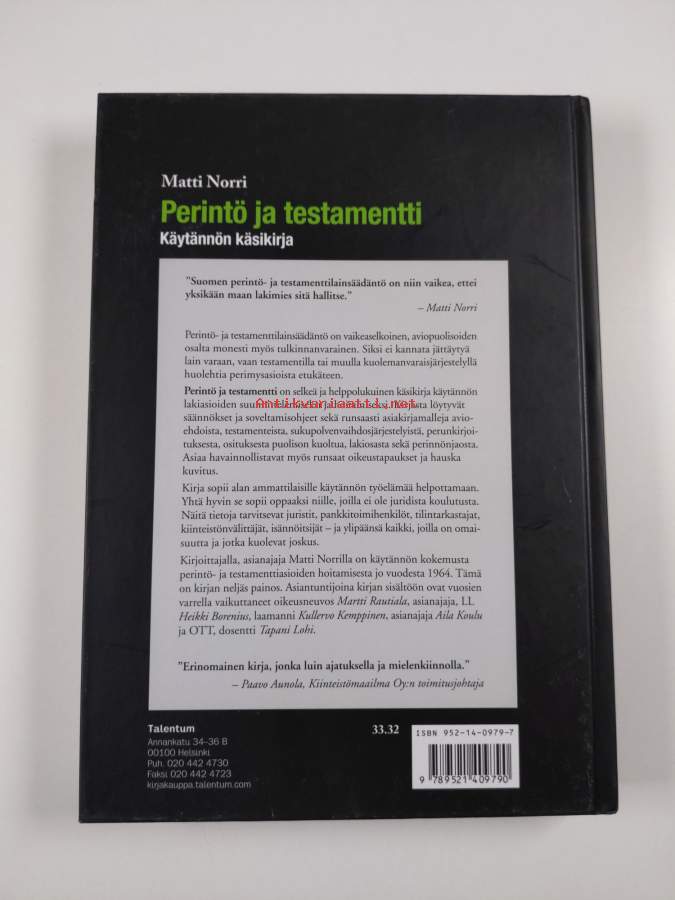 Matti Norri
Perintö ja testamentti
Käytännön käsikirja
”Suomen perintö- ja testamenttilainsäädäntö on niin vaikea, ettei
yksikään maan lakimies sitä hallitse.”
– Matti Norri
Perintö- ja testamenttilainsäädäntö on vaikeaselkoinen, aviopuolisoiden
osalta monesti myös tulkinnanvarainen. Siksi ei kannata jättäytyä
lain varaan, vaan testamentilla tai muulla kuolemanvaraisjärjestelyllä
huolehtia perimysasioista etukäteen.
Perintö ja testamentti on selkeä ja helppolukuinen käsikirja käytännön
Antikvariaatti.net
lakiasioiden löytyvät
säännökset ja soveltamisohjeet sekä runsaasti asiakirjamalleja avio-
ehdoista, testamenteista, sukupolvenvaihdosjärjestelyistä, perunkirjoi-
tuksesta, osituksesta puolison kuoltua, lakiosasta sekä perinnönjaosta.
Asiaa havainnollistavat myös runsaat oikeustapaukset ja hauska
kuvitus.
Kirja sopii alan ammattilaisille käytännön työelämää helpottamaan.
Yhtä hyvin se sopii oppaaksi niille, joilla ei ole juridista koulutusta.
Näitä tietoja tarvitsevat juristit, pankkitoimihenkilöt, tilintarkastajat,
kiinteistönvälittäjät, isännöitsijät – ja ylipäänsä kaikki, joilla on omai-
suutta ja jotka kuolevat joskus.
Kirjoittajalla, asianajaja Matti Norrilla on käytännön kokemusta
perintö- ja testamenttiasioiden hoitamisesta jo vuodesta 1964. Tämä
on kirjan neljäs painos. Asiantuntijoina kirjan sisältöön ovat vuosien
varrella vaikuttaneet oikeusneuvos Martti Rautiala, asianajaja, LL
Heikki Borenius, laamanni Kullervo Kemppinen, asianajaja Aila Koulu
ja OTT, dosentti Tapani Lohi.
”Erinomainen kirja, jonka luin ajatuksella ja mielenkiinnolla.”
– Paavo Aunola, Kiinteistömaailma Oy:n toimitusjohtaja
Talentum
Annankatu 34–36 B
00100 Helsinki
Puh. 020 442 4730
Faksi 020 442 4723
kirjakauppa.talentum.com
33.32
ISBN 952-14-0979-7
9 789521 409790